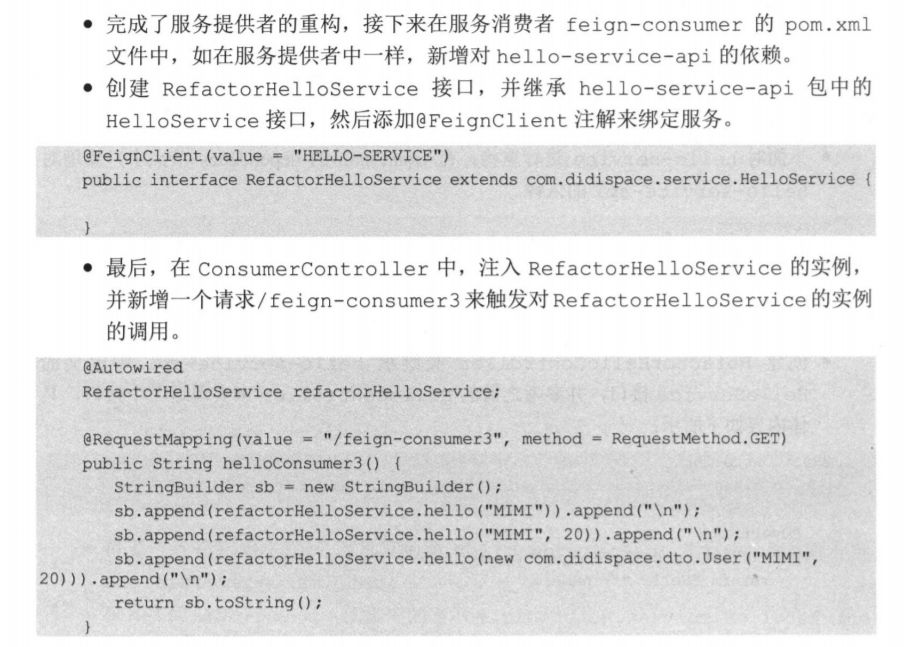 ● 完成了服务提供者的重构，接下来在服务消费者 feign-consumer 的 pom.xml
文件中，如在服务提供者中一样，新增对 hello-service-api 的依赖。
● 创建 RefactorHelloService 接口，并继承 hello-service-api 包中的
HelloService 接口，然后添加@FeignClient 注解来绑定服务。
@FeignClient(value = "HELLO-SERVICE")
public interface RefactorHelloService extends com.didispace.service.HelloService {
}
● 最后，在 ConsumerController 中，注入 RefactorHelloService 的实例，
并新增一个请求/feign-consumer3 来触发对 RefactorHelloService 的实例
的调用。
@Autowired
RefactorHelloService refactorHelloService;
@RequestMapping(value = "/feign-consumer3", method = RequestMethod.GET)
public String helloConsumer3() {
StringBuilder sb = new StringBuilder();
sb.append(refactorHelloService.hello("MIMI")).append("\n");
sb.append(refactorHelloService.hello("MIMI", 20)).append("\n");
sb.append(refactorHelloService.hello(new com.didispace.dto.User("MIMI",
20))).append("\n");
return sb.toString();
}